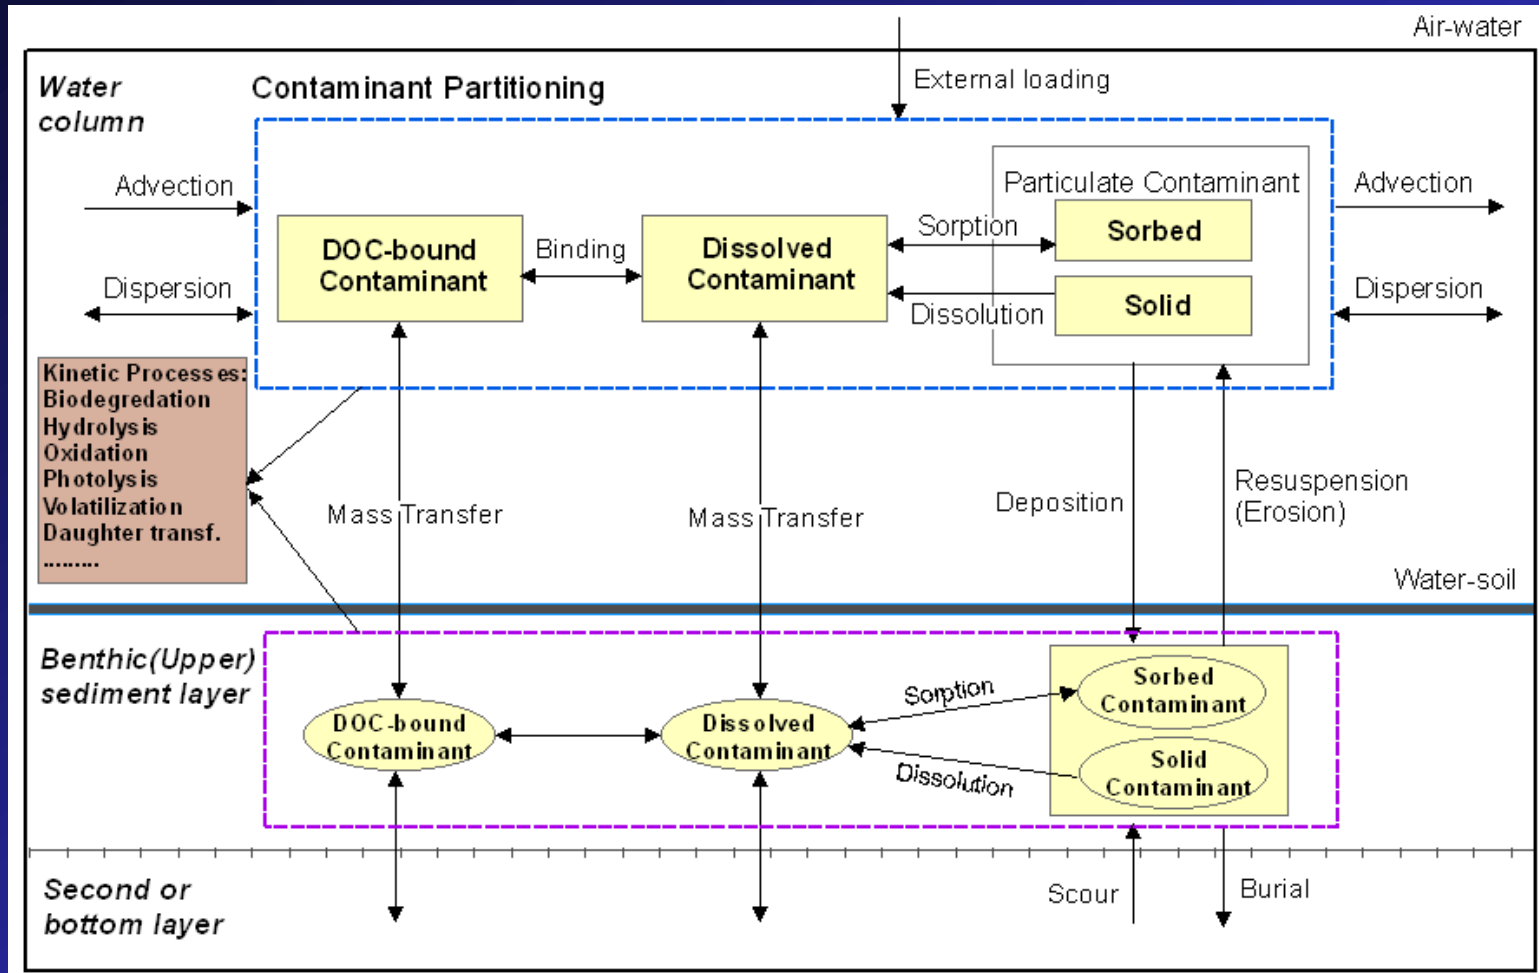 Air-water
Water
column
Contaminant Partitioning
External loading
Advection
Dispersion
DOC-bound
Contaminant
Binding
Dissolved
Contaminant
Sorption
Dissolution
Particulate Contaminant
Sorbed
Solid
Advection
Dispersion
Kinetic Processes:
Biodegredation
Hydrolysis
Oxidation
Photolysis
Volatilization
Daughter transf.
.........
Mass Transfer
Mass Transfer
Deposition
Resuspension
(Erosion)
Water-soil
Benthic(Upper)
sediment layer
DOC-bound
Contaminant
Dissolved
Contaminant
Sorption
Dissolution
Sorbed
Contaminant
Solid
Contaminant
Second or
bottom layer
Scour
Burial